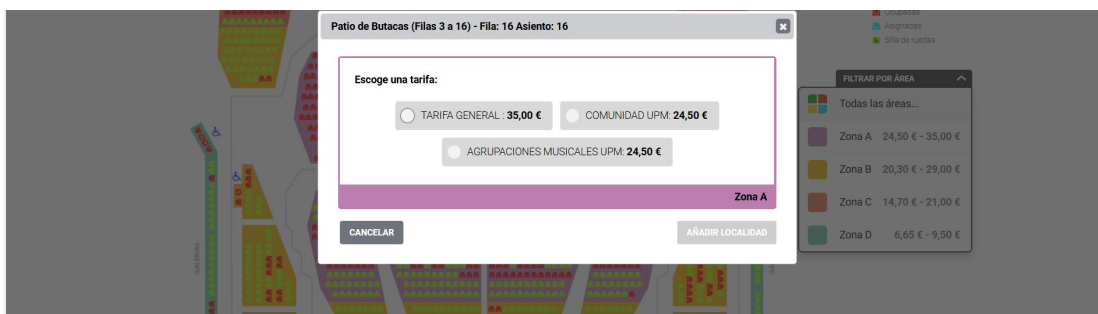 Patio de Butacas (Filas 3 a 16) - Fila: 16 Asiento: 16
Escoge una tarifa:
TARIFA GENERAL : 35,00 €
COMUNIDAD UPM: 24,50 €
AGRUPACIONES MUSICALES UPM: 24,50 €
Zona A
CANCELAR
AÑADIR LOCALIDAD
Ocupadas
Asignadas
Silla de ruedas
FILTRAR POR ÁREA
Todas las áreas...
Zona A 24,50 € - 35,00 €
Zona B 20,30 € - 29,00 €
Zona C 14,70 € - 21,00 €
Zona D 6,65 € - 9,50 €